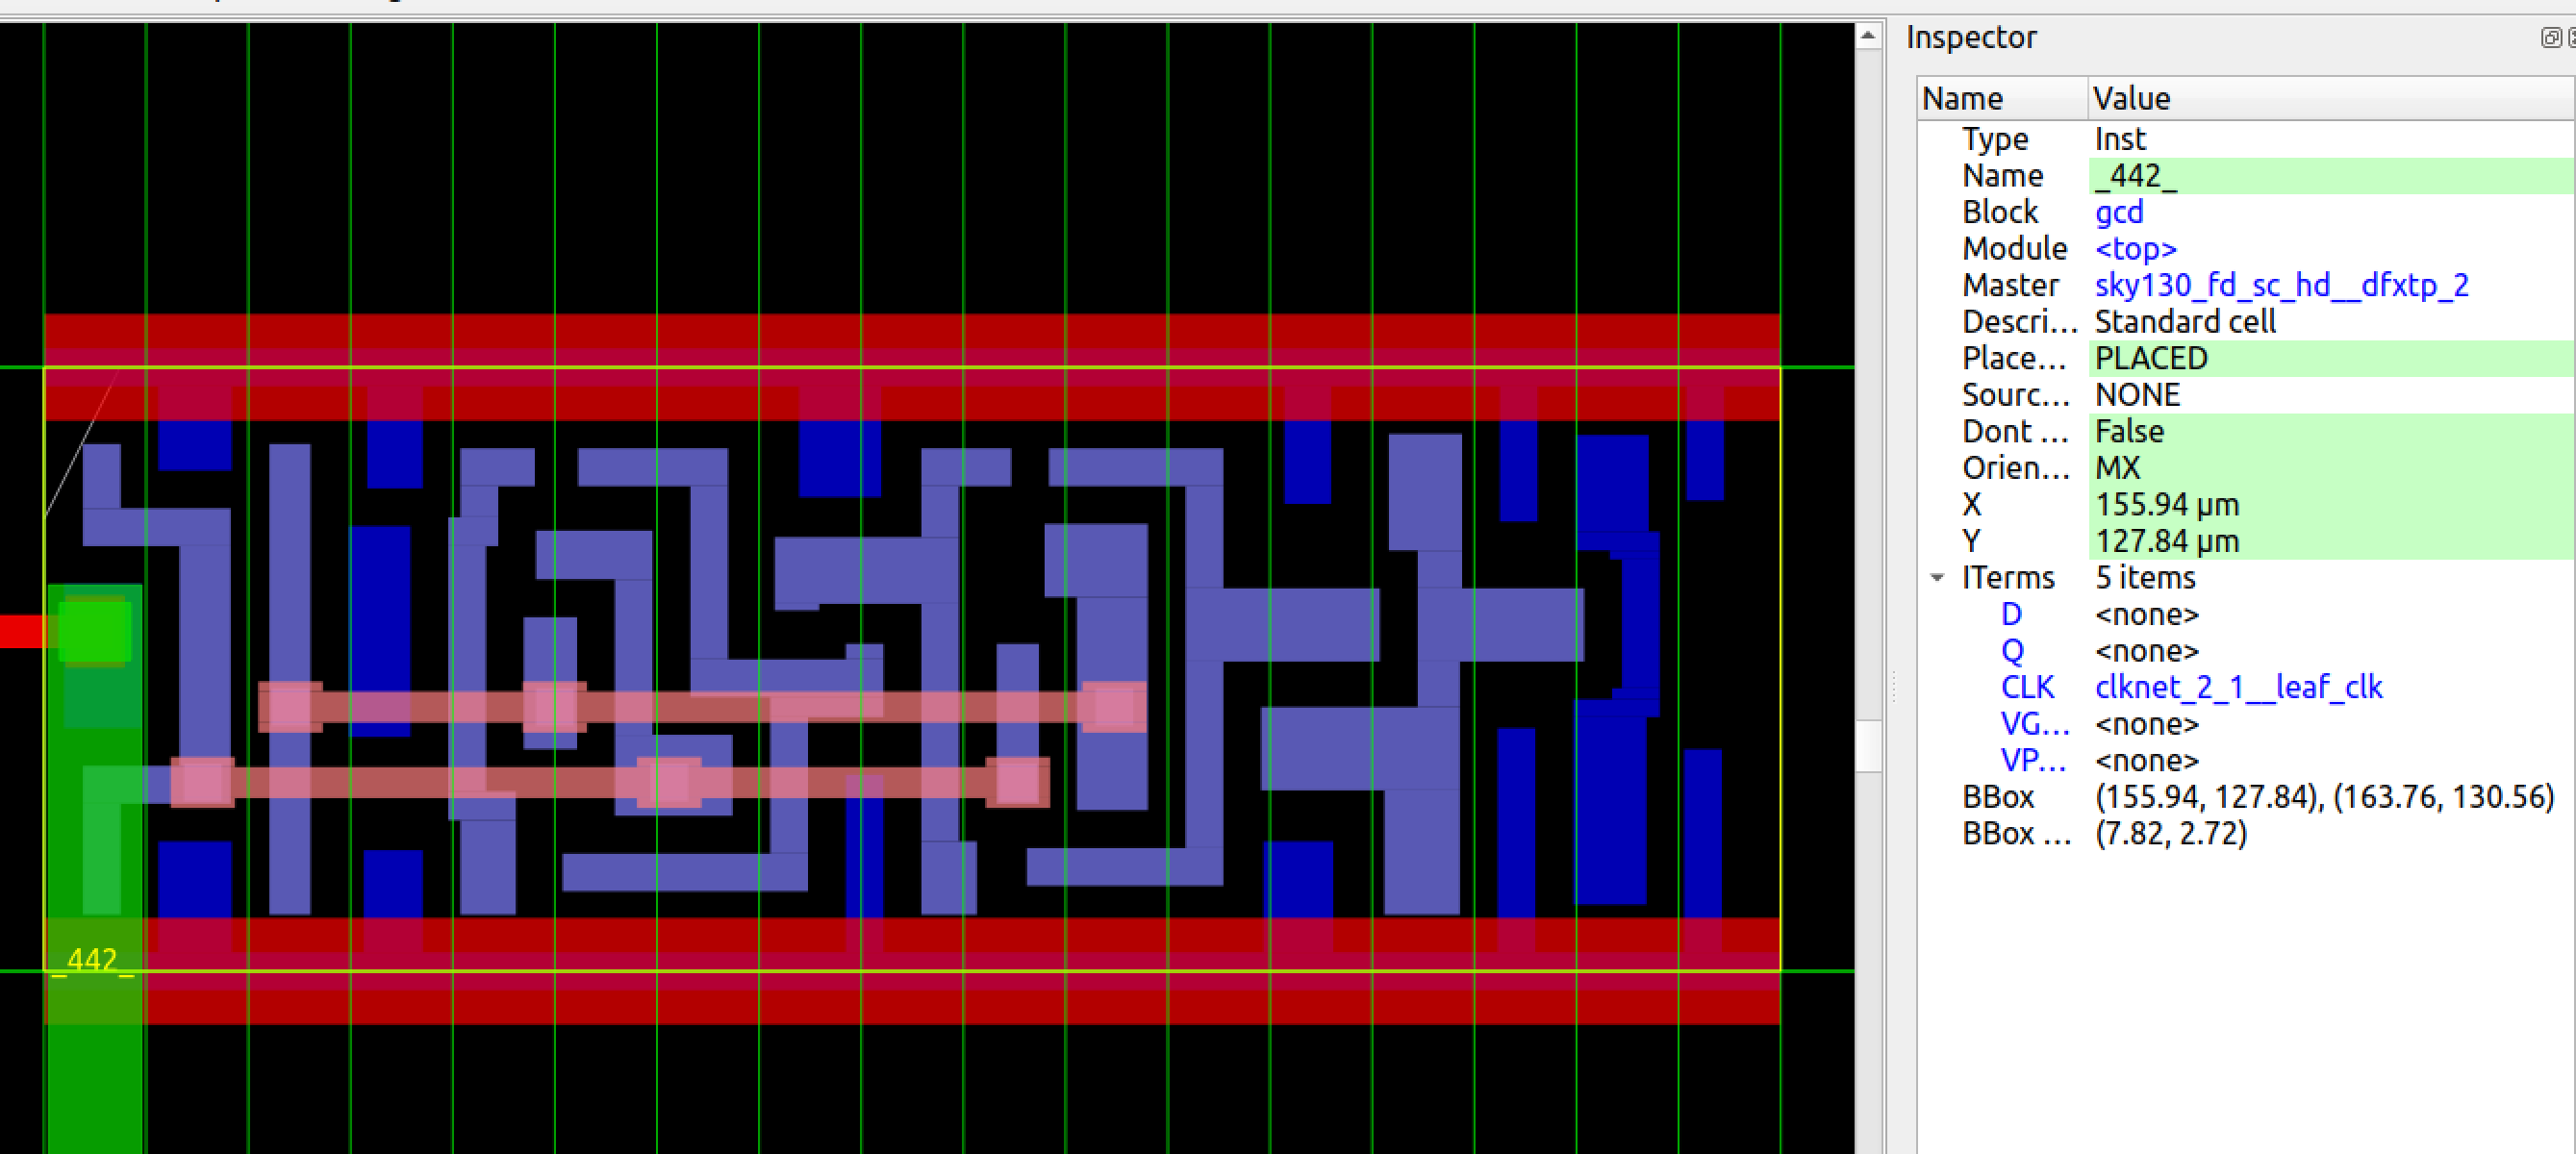 Inspector
Name Value
Type Inst
Name _442_
Block gcd
Module <top>
Master sky130_fd_sc_hd__dfxtp_2
Descri... Standard cell
Place... PLACED
Sourc... NONE
Dont ... False
Orien... MX
X 155.94 µm
Y 127.84 µm
ITerms 5 items
D <none>
Q <none>
CLK clknet_2_1__leaf_clk
VG... <none>
VP... <none>
BBox (155.94, 127.84), (163.76, 130.56)
BBox ... (7.82, 2.72)
_442_